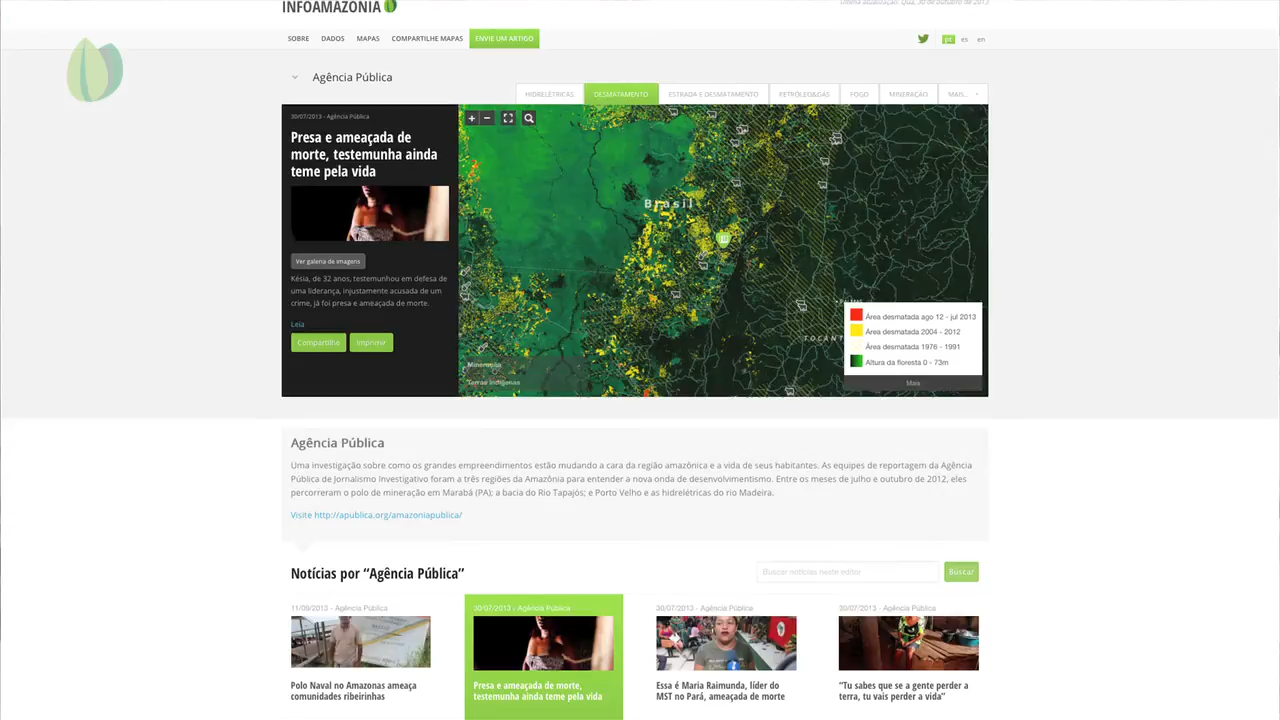 INFOAMAZONIA
Última atualização: Qua, 30 de outubro de 2013
SOBRE DADOS MAPAS COMPARTILHE MAPAS ENVIE UM ARTIGO
pt es en
Agência Pública
HIDRELÉTRICAS DESMATAMENTO ESTRADA E DESMATAMENTO PETRÓLEO&GÁS FOGO MINERAÇÃO MAIS...
30/07/2013 - Agência Pública
Presa e ameaçada de
morte, testemunha ainda
teme pela vida
Ver galeria de imagens
Késia, de 32 anos, testemunhou em defesa de
uma liderança, injustamente acusada de um
crime, já foi presa e ameaçada de morte.
Leia
Compartilhe Imprimir
Brasil
TOCANT
Mineração
Terras indígenas
Área desmatada ago 12 - jul 2013
Área desmatada 2004 - 2012
Área desmatada 1976 - 1991
Altura da floresta 0 - 73m
Mais
Agência Pública
Uma investigação sobre como os grandes empreendimentos estão mudando a cara da região amazônica e a vida de seus habitantes. As equipes de reportagem da Agência
Pública de Jornalismo Investigativo foram a três regiões da Amazônia para entender a nova onda de desenvolvimentismo. Entre os meses de julho e outubro de 2012, eles
percorreram o polo de mineração em Marabá (PA); a bacia do Rio Tapajós; e Porto Velho e as hidrelétricas do rio Madeira.
Visite http://apublica.org/amazoniapublica/
Notícias por “Agência Pública”
Buscar notícias neste editor
Buscar
11/09/2013 - Agência Pública
Polo Naval no Amazonas ameaça
comunidades ribeirinhas
30/07/2013 - Agência Pública
Presa e ameaçada de morte,
testemunha ainda teme pela vida
30/07/2013 - Agência Pública
Essa é Maria Raimunda, líder do
MST no Pará, ameaçada de morte
30/07/2013 - Agência Pública
“Tu sabes que se a gente perder a
terra, tu vais perder a vida”